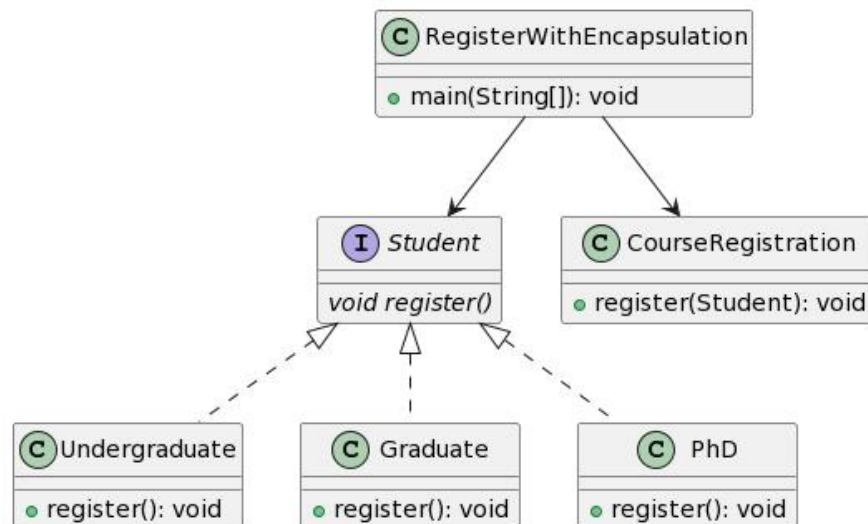 C RegisterWithEncapsulation
main(String[]): void
I Student
void register()
C CourseRegistration
register(Student): void
C Undergraduate
register(): void
C Graduate
register(): void
C PhD
register(): void